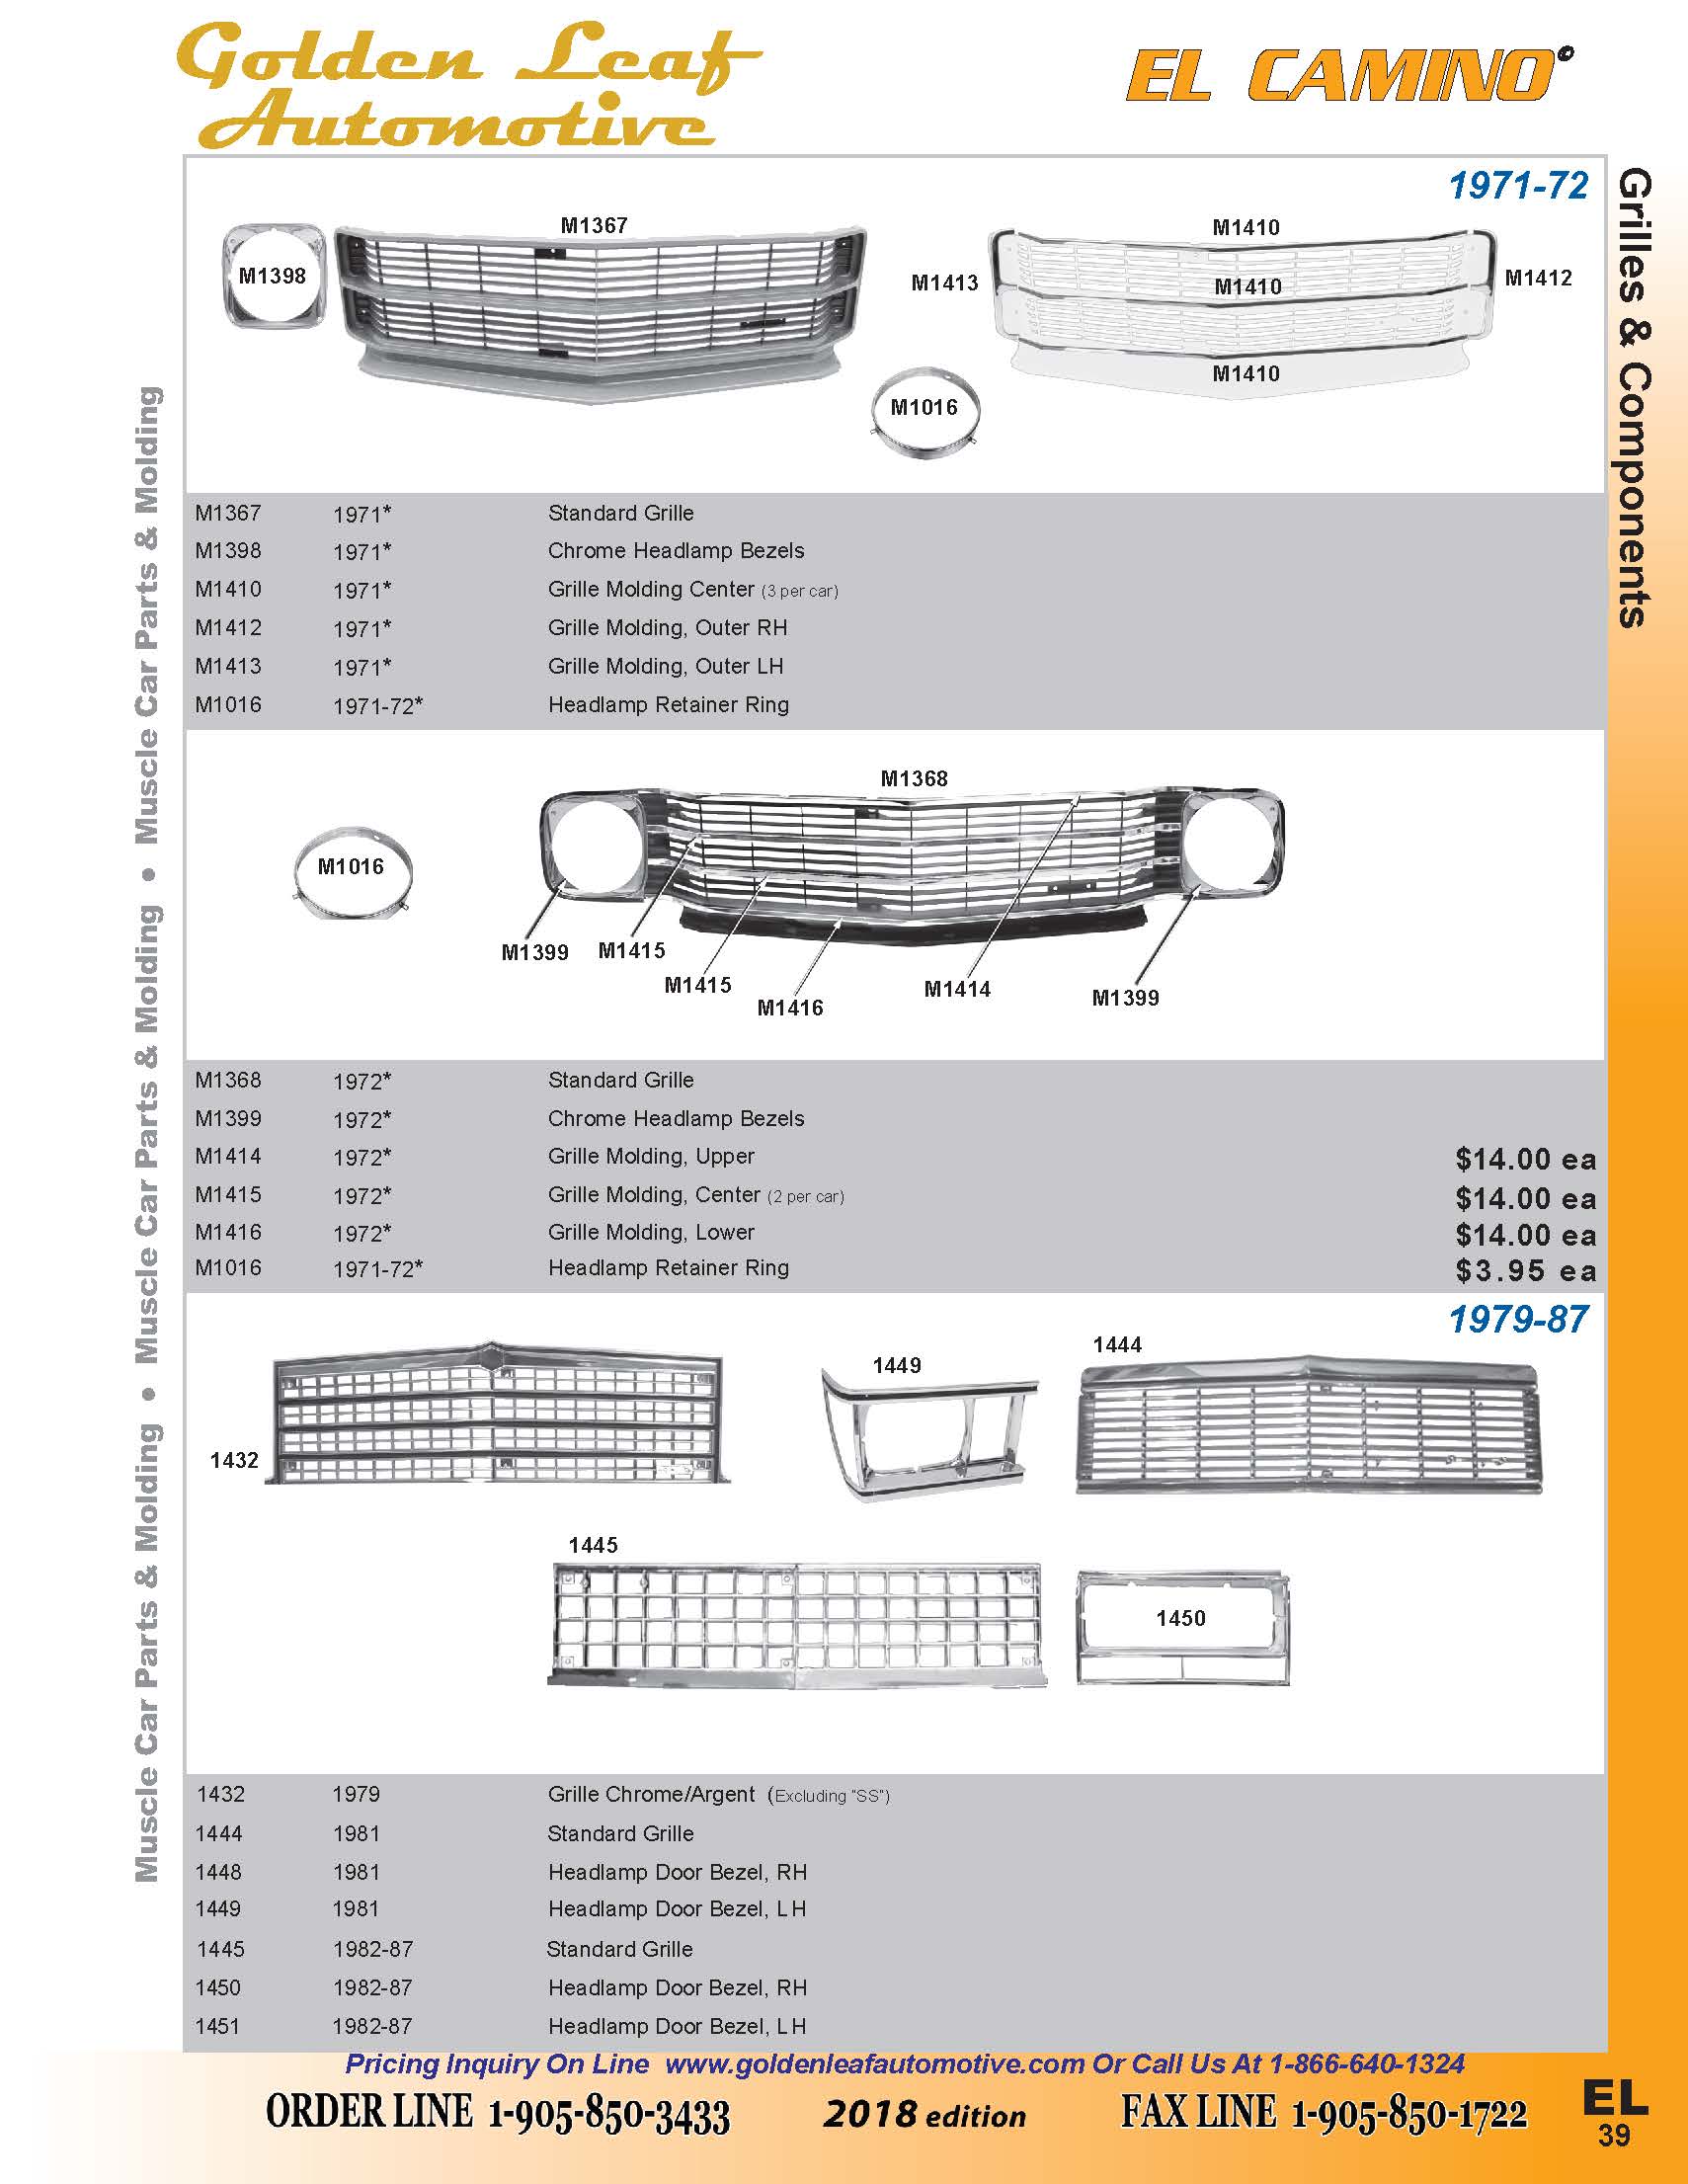 Golden Leaf
Automotive
EL CAMINO
Grilles & Components
Muscle Car Parts & Molding • Muscle Car Parts & Molding • Muscle Car Parts & Molding
1971-72
M1398
M1367
M1413
M1410
M1410
M1410
M1412
M1016
M1367 1971* Standard Grille
M1398 1971* Chrome Headlamp Bezels
M1410 1971* Grille Molding Center (3 per car)
M1412 1971* Grille Molding, Outer RH
M1413 1971* Grille Molding, Outer LH
M1016 1971-72* Headlamp Retainer Ring
M1368
M1016
M1399
M1415
M1415
M1416
M1414
M1399
M1368 1972* Standard Grille
M1399 1972* Chrome Headlamp Bezels
M1414 1972* Grille Molding, Upper $14.00 ea
M1415 1972* Grille Molding, Center (2 per car) $14.00 ea
M1416 1972* Grille Molding, Lower $14.00 ea
M1016 1971-72* Headlamp Retainer Ring $3.95 ea
1979-87
1432
1449
1444
1445
1450
1432 1979 Grille Chrome/Argent (Excluding "SS")
1444 1981 Standard Grille
1448 1981 Headlamp Door Bezel, RH
1449 1981 Headlamp Door Bezel, LH
1445 1982-87 Standard Grille
1450 1982-87 Headlamp Door Bezel, RH
1451 1982-87 Headlamp Door Bezel, LH
Pricing Inquiry On Line www.goldenleafautomotive.com Or Call Us At 1-866-640-1324
ORDER LINE 1-905-850-3433 2018 edition FAX LINE 1-905-850-1722
EL
39